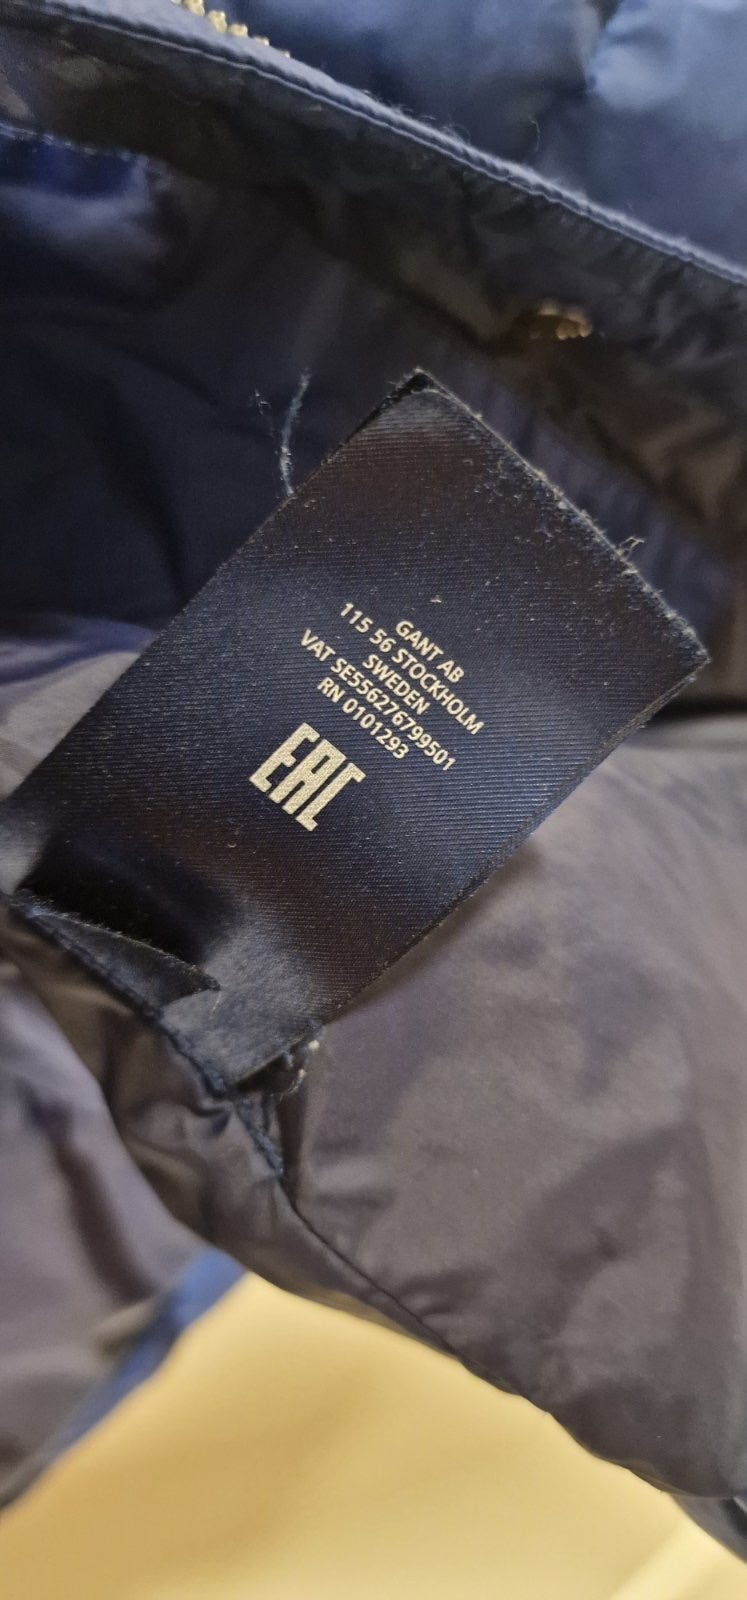 GANT AB
115 56 STOCKHOLM
SWEDEN
VAT SE556276799501
RN 0101293
EAC